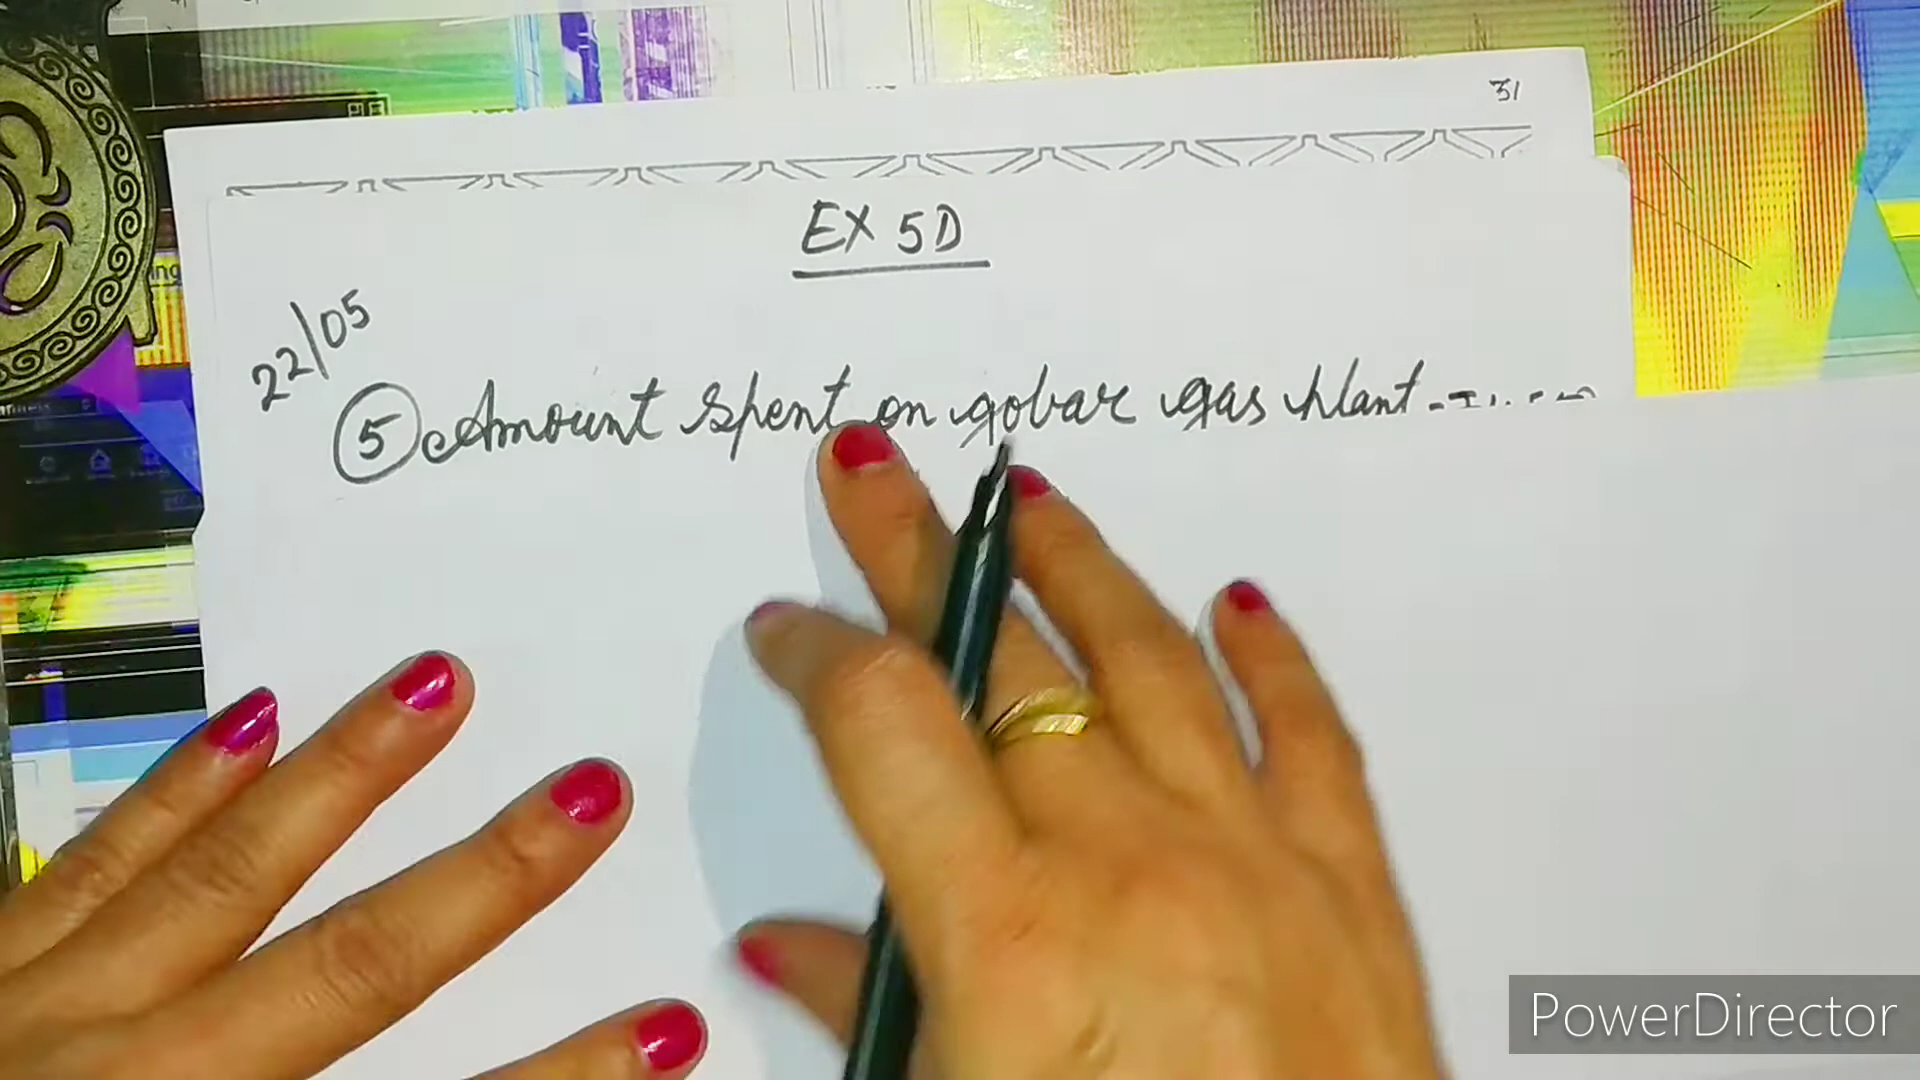 31
EX 5D
22/05
5 Amount spent on gobar gas plant
PowerDirector